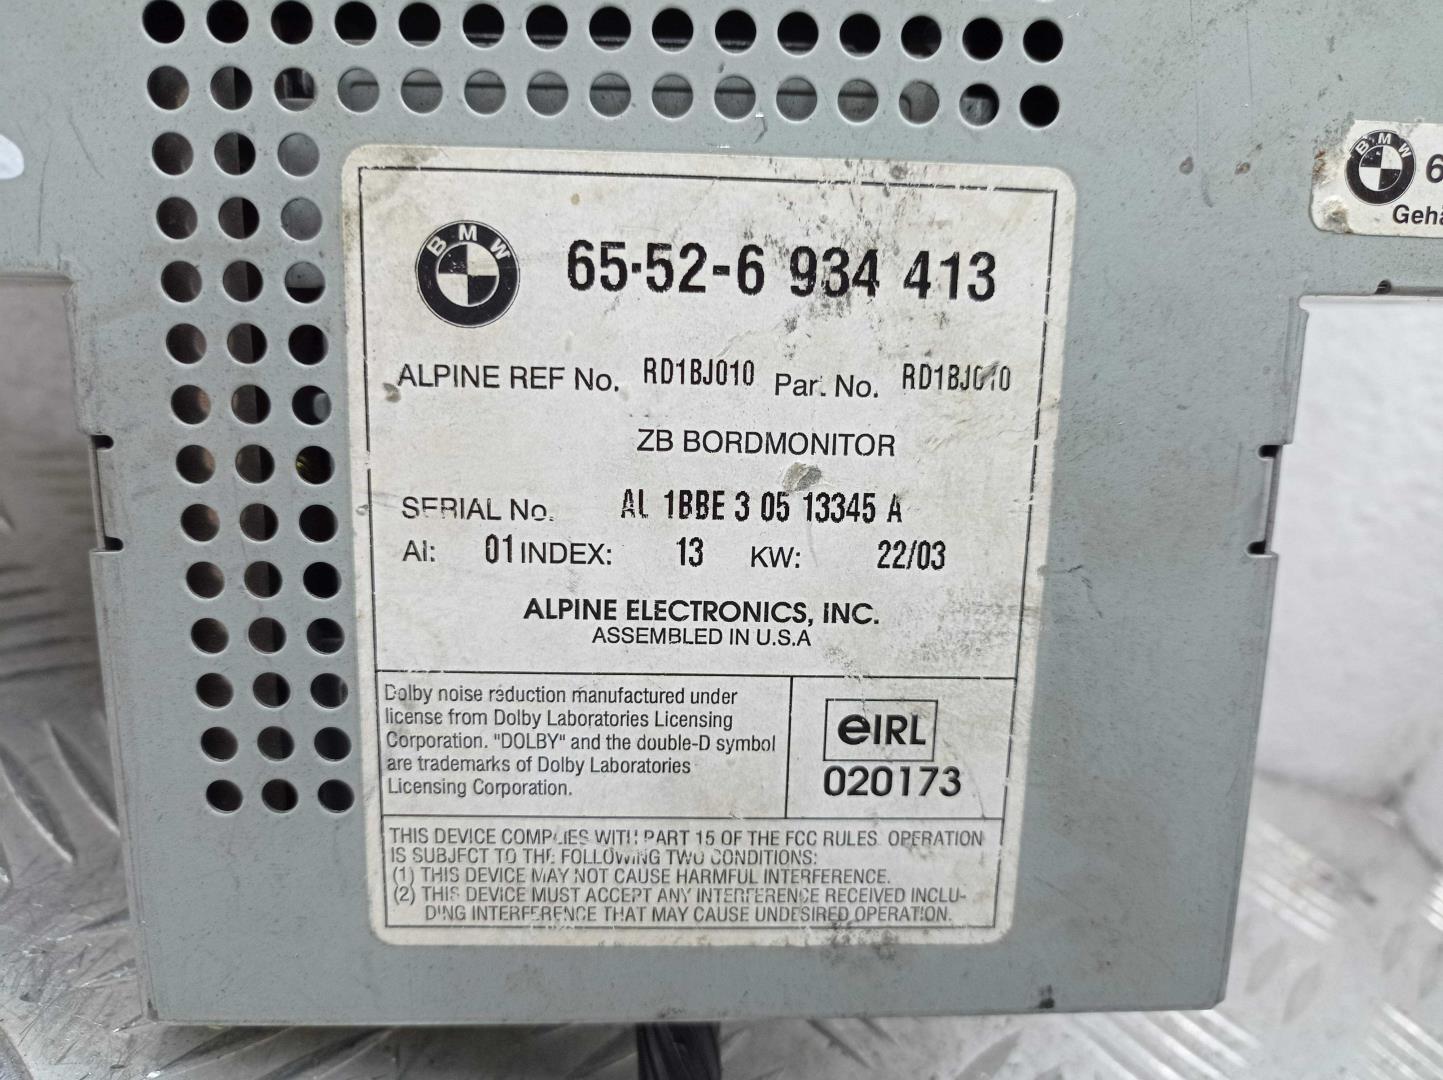 BMW
65-52-6 934 413
ALPINE REF No. RD1BJ010 Par. No. RD1BJ010
ZB BORDMONITOR
SERIAL No. AL 1BBE 3 05 13345 A
AI: 01 INDEX: 13 KW: 22/03
ALPINE ELECTRONICS, INC.
ASSEMBLED IN U.S.A
Dolby noise reduction manufactured under
license from Dolby Laboratories Licensing
Corporation. "DOLBY" and the double-D symbol
are trademarks of Dolby Laboratories
Licensing Corporation.
eIRL
020173
THIS DEVICE COMPLIES WITH PART 15 OF THE FCC RULES. OPERATION
IS SUBJECT TO THE FOLLOWING TWO CONDITIONS:
(1) THIS DEVICE MAY NOT CAUSE HARMFUL INTERFERENCE.
(2) THIS DEVICE MUST ACCEPT ANY INTERFERENCE RECEIVED INCLU-
DING INTERFERENCE THAT MAY CAUSE UNDESIRED OPERATION.
BMW 6
Geh